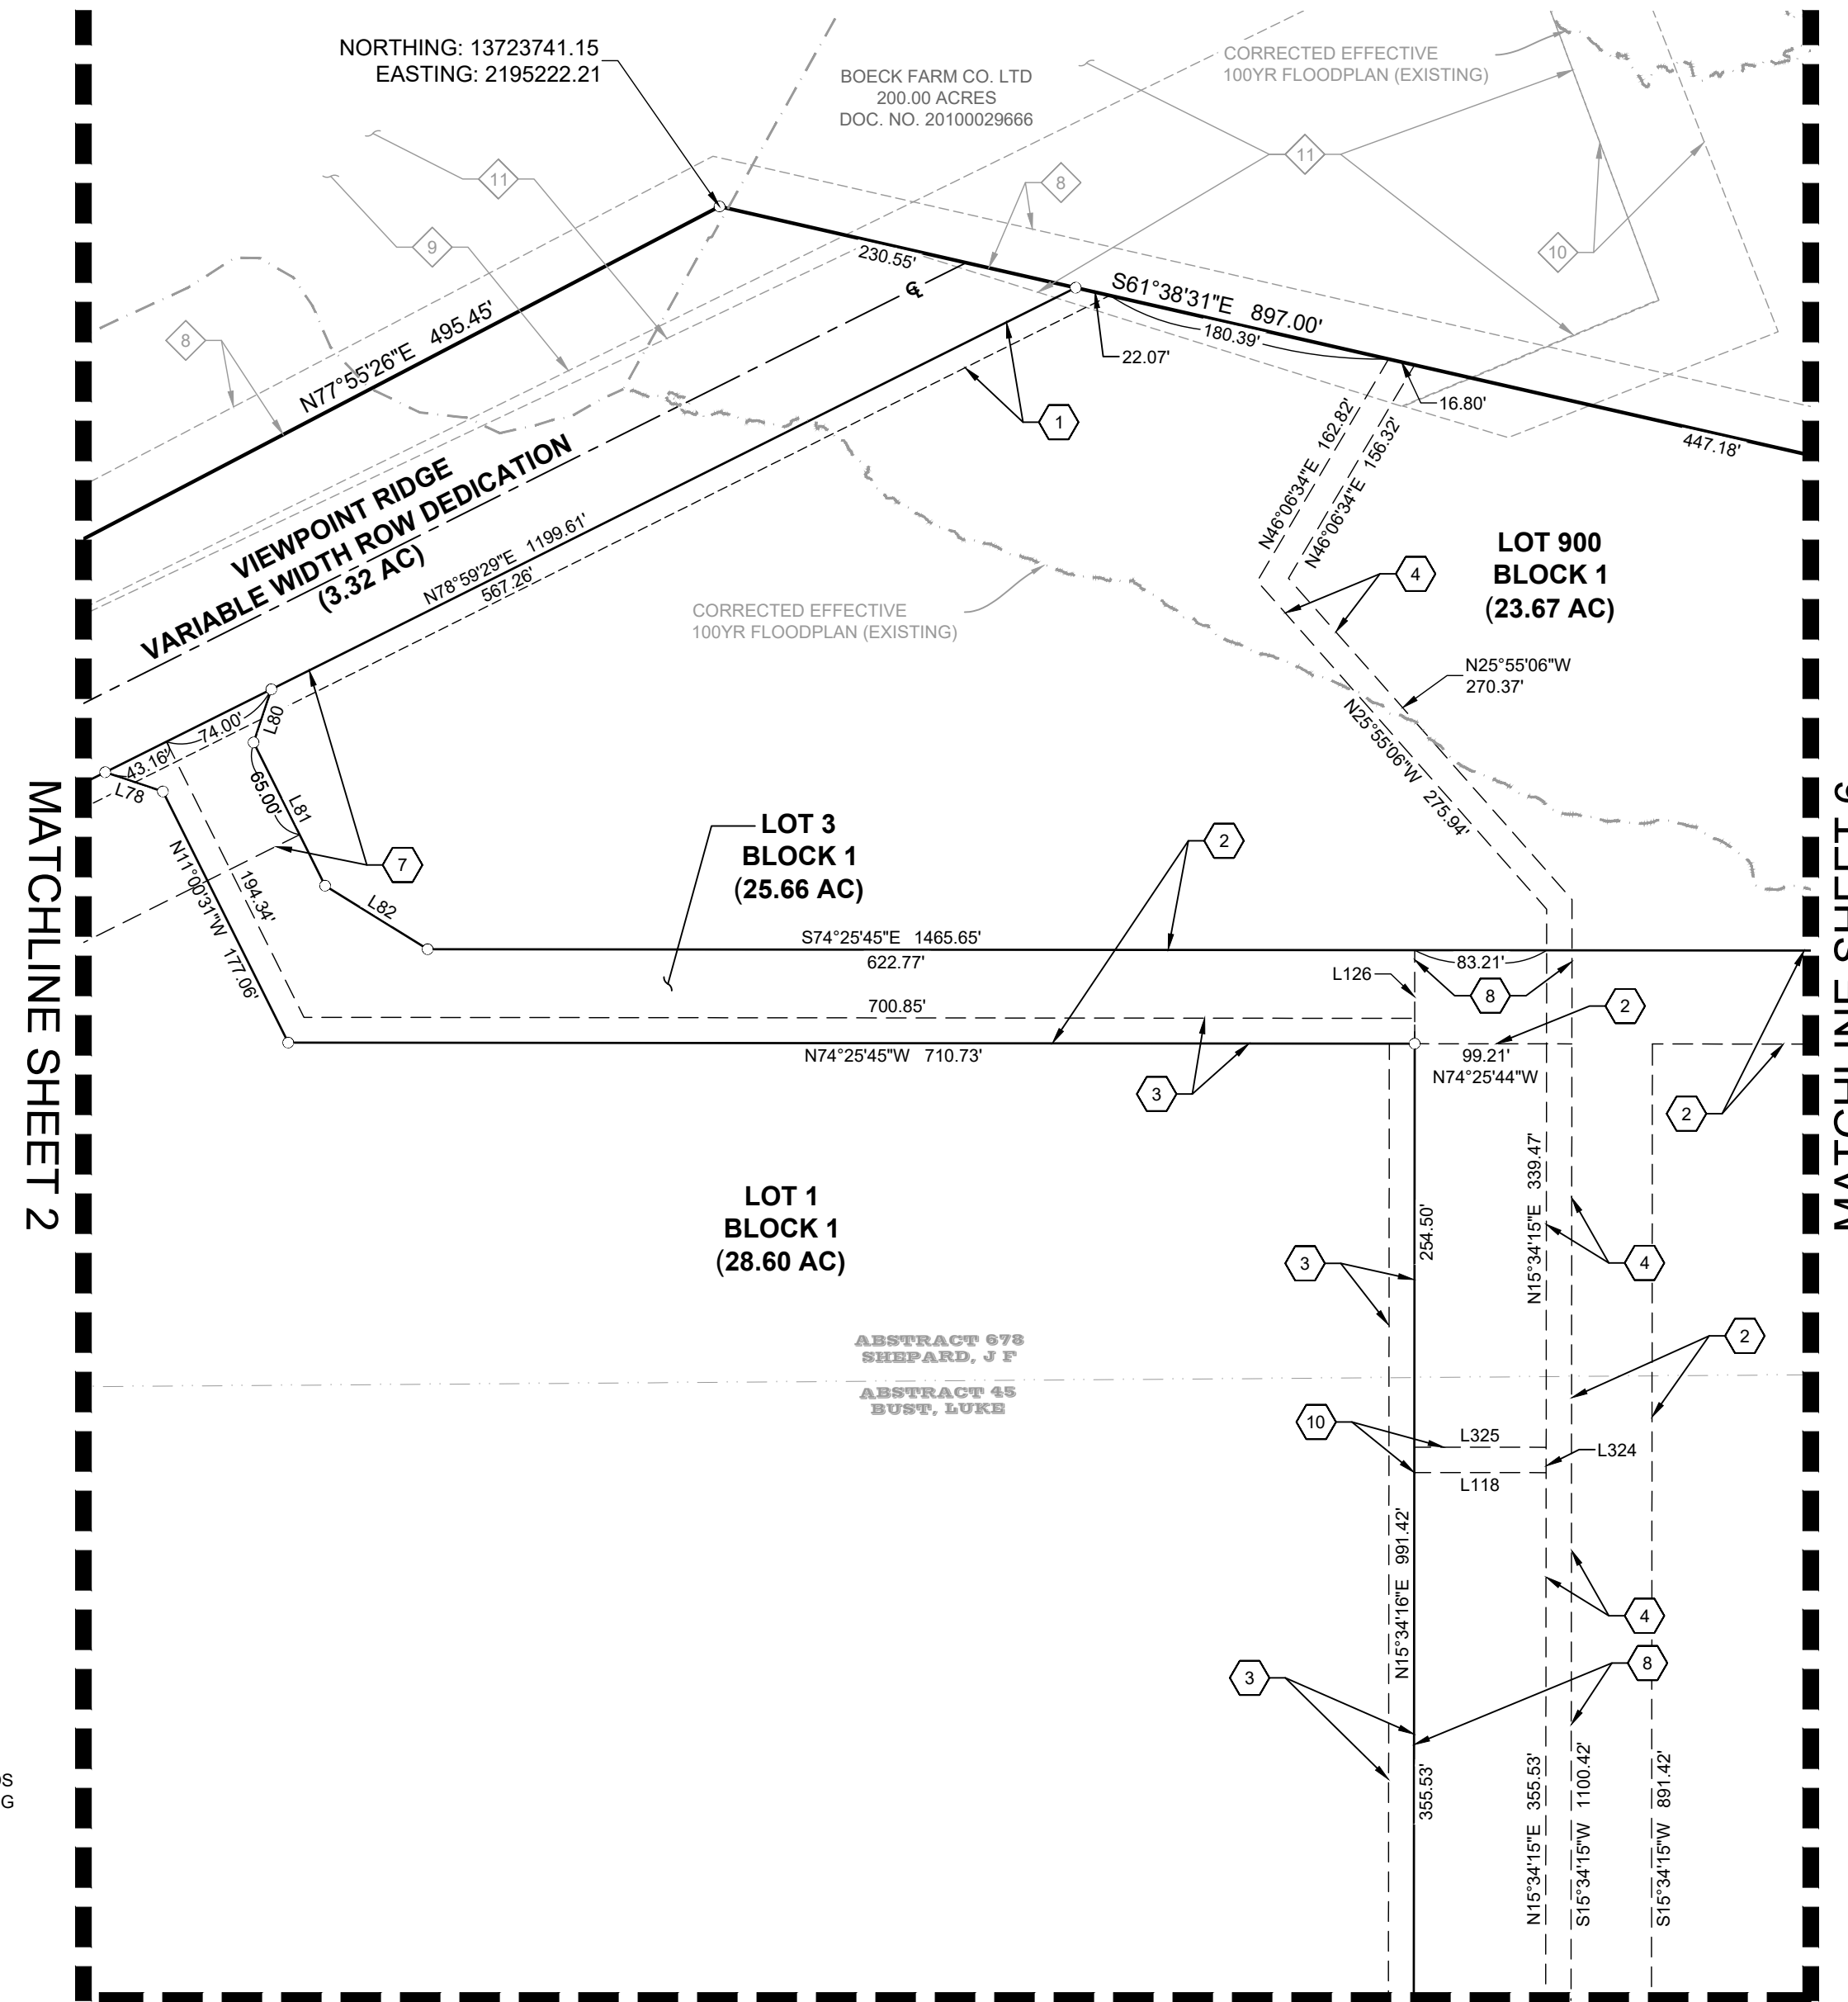 NORTHING: 13723741.15
EASTING: 2195222.21
BOECK FARM CO. LTD
200.00 ACRES
DOC. NO. 20100029666
CORRECTED EFFECTIVE
100YR FLOODPLAN (EXISTING)
11
11
8
9
10
8
230.55'
S61°38'31"E 897.00'
180.39'
22.07'
16.80'
447.18'
N77°55'26"E 495.45'
1
VIEWPOINT RIDGE
VARIABLE WIDTH ROW DEDICATION
(3.32 AC)
N78°59'29"E 1199.61'
567.26'
CORRECTED EFFECTIVE
100YR FLOODPLAN (EXISTING)
N46°06'34"E 162.82'
N46°06'34"E 156.32'
4
LOT 900
BLOCK 1
(23.67 AC)
N25°55'06"W
270.37'
N25°55'06"W 275.94'
74.00'
43.16'
L80
L78
65.00'
L81
7
L82
N11°00'31"W 177.06'
194.34'
LOT 3
BLOCK 1
(25.66 AC)
2
S74°25'45"E 1465.65'
622.77'
700.85'
N74°25'45"W 710.73'
3
L126
83.21'
8
2
99.21'
N74°25'44"W
2
MATCHLINE SHEET 2
LOT 1
BLOCK 1
(28.60 AC)
254.50'
N15°34'15"E 339.47'
3
4
2
ABSTRACT 678
SHEPARD, J F
ABSTRACT 45
BUST, LUKE
10
L325
L324
L118
N15°34'16"E 991.42'
4
8
3
355.53'
N15°34'15"E 355.53'
S15°34'15"W 1100.42'
S15°34'15"W 891.42'